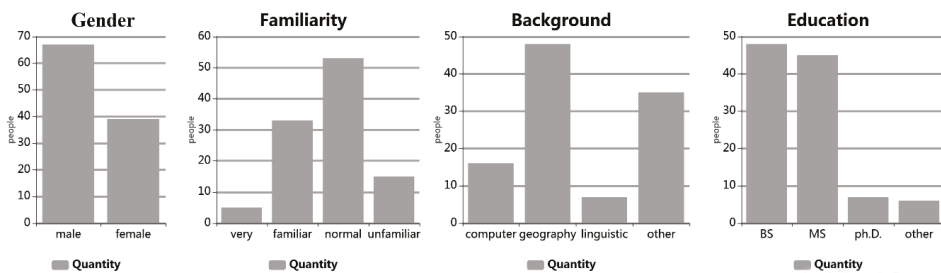 Gender
70
60
50
40
30
20
10
0
people
male female
Quantity
Familiarity
60
50
40
30
20
10
0
people
very familiar normal unfamiliar
Quantity
Background
50
40
30
20
10
0
people
computer geography linguistic other
Quantity
Education
50
40
30
20
10
0
people
BS MS ph.D. other
Quantity